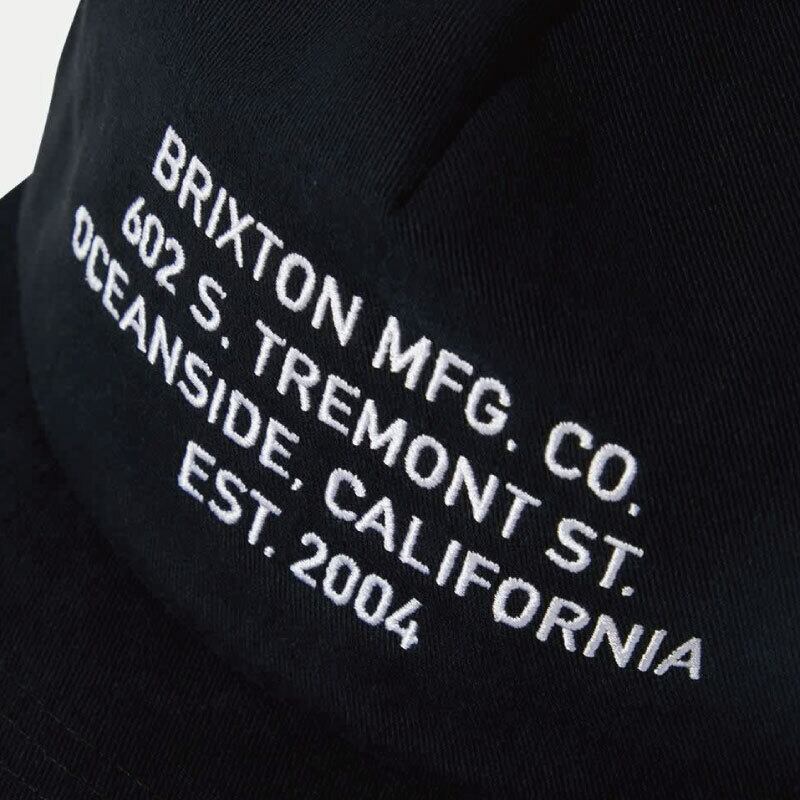 BRIXTON MFG. CO.
602 S. TREMONT ST.
OCEANSIDE, CALIFORNIA
EST. 2004